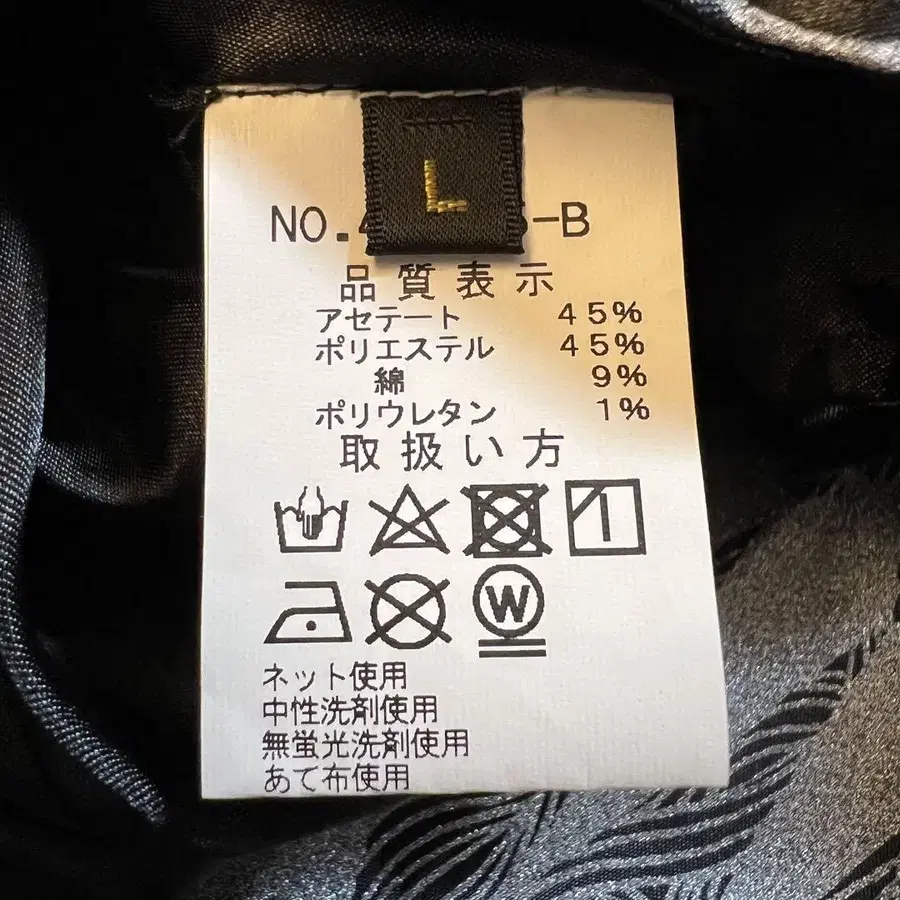 L
NO.4 -B
品質表示
アセテート 45%
ポリエステル 45%
綿 9%
ポリウレタン 1%
取扱い方
W
ネット使用
中性洗剤使用
無蛍光洗剤使用
あて布使用